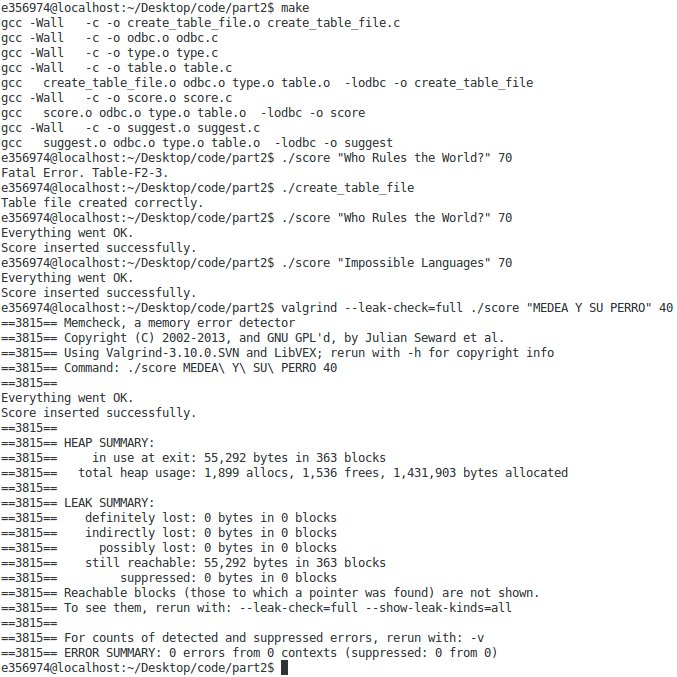 e356974@localhost:~/Desktop/code/part2$ make
gcc -Wall   -c -o create_table_file.o create_table_file.c
gcc -Wall   -c -o odbc.o odbc.c
gcc -Wall   -c -o type.o type.c
gcc -Wall   -c -o table.o table.c
gcc   create_table_file.o odbc.o type.o table.o  -lodbc -o create_table_file
gcc -Wall   -c -o score.o score.c
gcc   score.o odbc.o type.o table.o  -lodbc -o score
gcc -Wall   -c -o suggest.o suggest.c
gcc   suggest.o odbc.o type.o table.o  -lodbc -o suggest
e356974@localhost:~/Desktop/code/part2$ ./score "Who Rules the World?" 70
Fatal Error. Table-F2-3.
e356974@localhost:~/Desktop/code/part2$ ./create_table_file
Table file created correctly.
e356974@localhost:~/Desktop/code/part2$ ./score "Who Rules the World?" 70
Everything went OK.
Score inserted successfully.
e356974@localhost:~/Desktop/code/part2$ ./score "Impossible Languages" 70
Everything went OK.
Score inserted successfully.
e356974@localhost:~/Desktop/code/part2$ valgrind --leak-check=full ./score "MEDEA Y SU PERRO" 40
==3815== Memcheck, a memory error detector
==3815== Copyright (C) 2002-2013, and GNU GPL'd, by Julian Seward et al.
==3815== Using Valgrind-3.10.0.SVN and LibVEX; rerun with -h for copyright info
==3815== Command: ./score MEDEA\ Y\ SU\ PERRO 40
==3815==
Everything went OK.
Score inserted successfully.
==3815==
==3815== HEAP SUMMARY:
==3815==     in use at exit: 55,292 bytes in 363 blocks
==3815==   total heap usage: 1,899 allocs, 1,536 frees, 1,431,903 bytes allocated
==3815==
==3815== LEAK SUMMARY:
==3815==    definitely lost: 0 bytes in 0 blocks
==3815==    indirectly lost: 0 bytes in 0 blocks
==3815==      possibly lost: 0 bytes in 0 blocks
==3815==    still reachable: 55,292 bytes in 363 blocks
==3815==         suppressed: 0 bytes in 0 blocks
==3815== Reachable blocks (those to which a pointer was found) are not shown.
==3815== To see them, rerun with: --leak-check=full --show-leak-kinds=all
==3815==
==3815== For counts of detected and suppressed errors, rerun with: -v
==3815== ERROR SUMMARY: 0 errors from 0 contexts (suppressed: 0 from 0)
e356974@localhost:~/Desktop/code/part2$